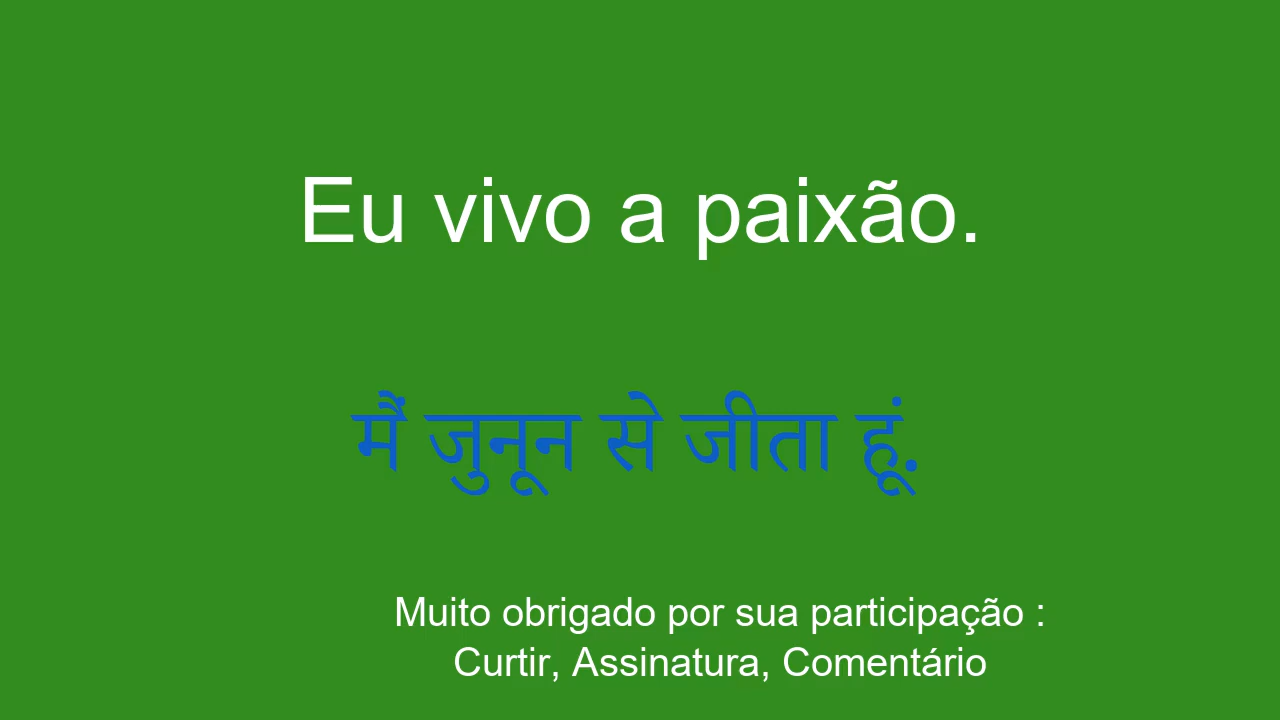 Eu vivo a paixão.
मैं जुनून से जीता हूं.
Muito obrigado por sua participação :
Curtir, Assinatura, Comentário